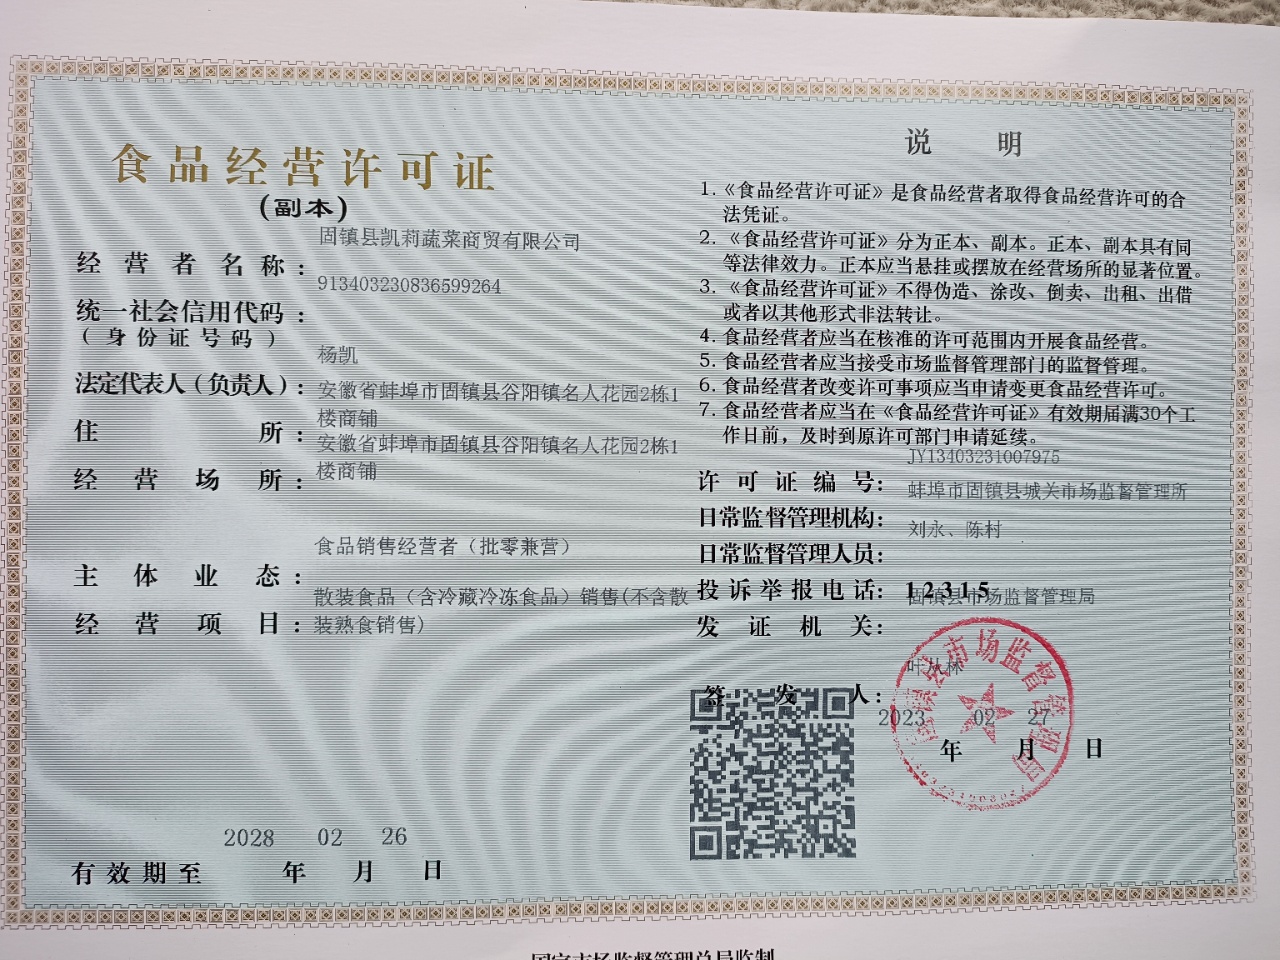 食品经营许可证
(副本)
经营者名称：
固镇县凯莉蔬菜商贸有限公司
统一社会信用代码：
(身份证号码)
913403230836599264
法定代表人(负责人)：
杨凯
住所：
安徽省蚌埠市固镇县谷阳镇名人花园2栋1
楼商铺
经营场所：
安徽省蚌埠市固镇县谷阳镇名人花园2栋1
楼商铺
主体业态：
食品销售经营者（批零兼营）
经营项目：
散装食品（含冷藏冷冻食品）销售(不含散
装熟食销售)
2028 02 26
有效期至 年 月 日
说 明
1.《食品经营许可证》是食品经营者取得食品经营许可的合
法凭证。
2.《食品经营许可证》分为正本、副本。正本、副本具有同
等法律效力。正本应当悬挂或摆放在经营场所的显著位置。
3.《食品经营许可证》不得伪造、涂改、倒卖、出租、出借
或者以其他形式非法转让。
4.食品经营者应当在核准的许可范围内开展食品经营。
5.食品经营者应当接受市场监督管理部门的监督管理。
6.食品经营者改变许可事项应当申请变更食品经营许可。
7.食品经营者应当在《食品经营许可证》有效期届满30个工
作日前，及时到原许可部门申请延续。
许可证编号：
JY13403231007975
日常监督管理机构：
蚌埠市固镇县城关市场监督管理所
日常监督管理人员：
刘永、陈村
投诉举报电话：12315
发证机关：
固镇县市场监督管理局
签发人：
叶丛林
2023 02 27
年 月 日
固镇县市场监督管理局
国家市场监督管理总局监制